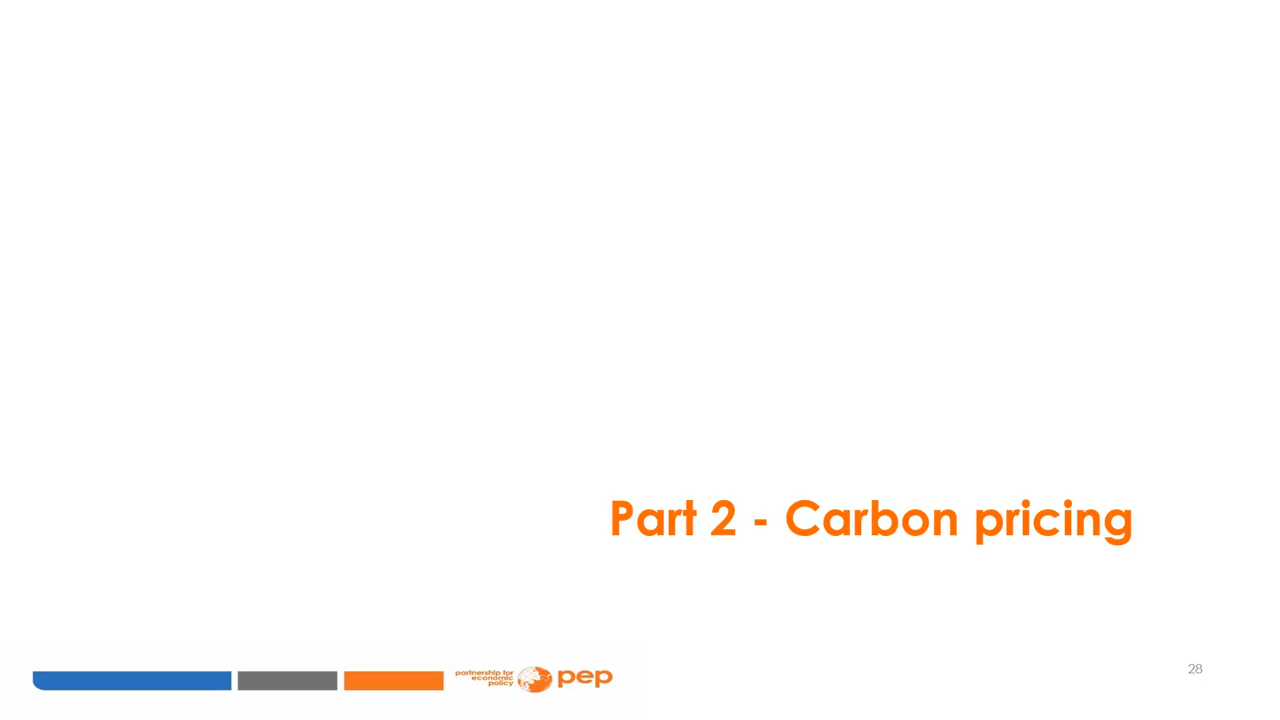 Part 2 - Carbon pricing
partnership for
economic
policy
pep
28